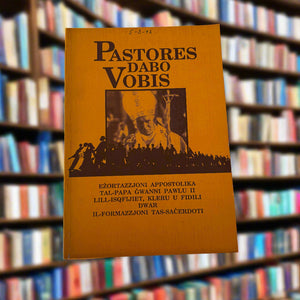 PASTORES
DABO
VOBIS
EŻORTAZZJONI APPOSTOLIKA
TAL-PAPA ĠWANNI PAWLU II
LILL-ISQFIJIET, KLERU U FIDILI
DWAR
IL-FORMAZZJONI TAS-SAĊERDOTI